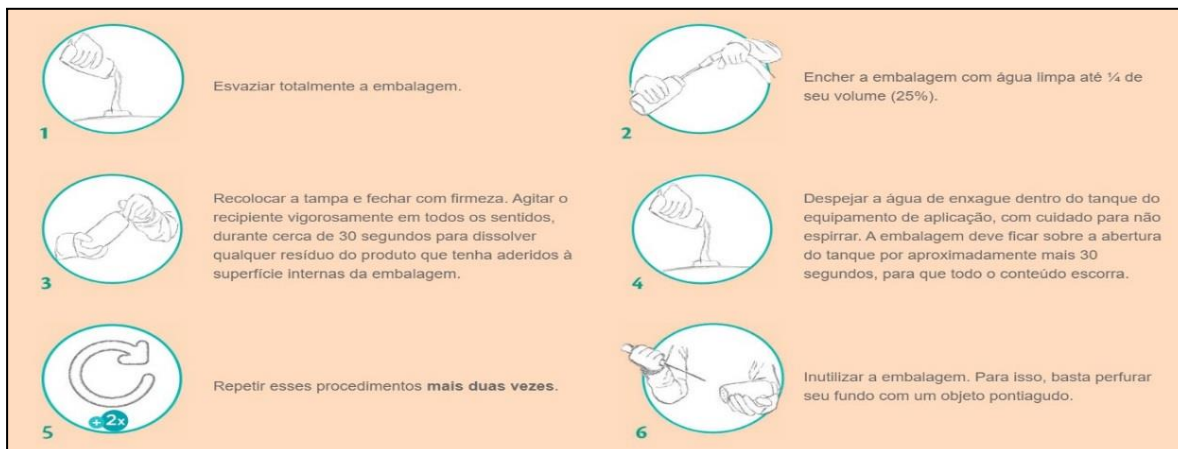 Esvaziar totalmente a embalagem.
1
Encher a embalagem com água limpa até ¼ de
seu volume (25%).
2
Recolocar a tampa e fechar com firmeza. Agitar o
recipiente vigorosamente em todos os sentidos,
durante cerca de 30 segundos para dissolver
qualquer resíduo do produto que tenha aderidos à
superfície internas da embalagem.
3
Despejar a água de enxague dentro do tanque do
equipamento de aplicação, com cuidado para não
espirrar. A embalagem deve ficar sobre a abertura
do tanque por aproximadamente mais 30
segundos, para que todo o conteúdo escorra.
4
Repetir esses procedimentos mais duas vezes.
+ 2x
5
Inutilizar a embalagem. Para isso, basta perfurar
seu fundo com um objeto pontiagudo.
6